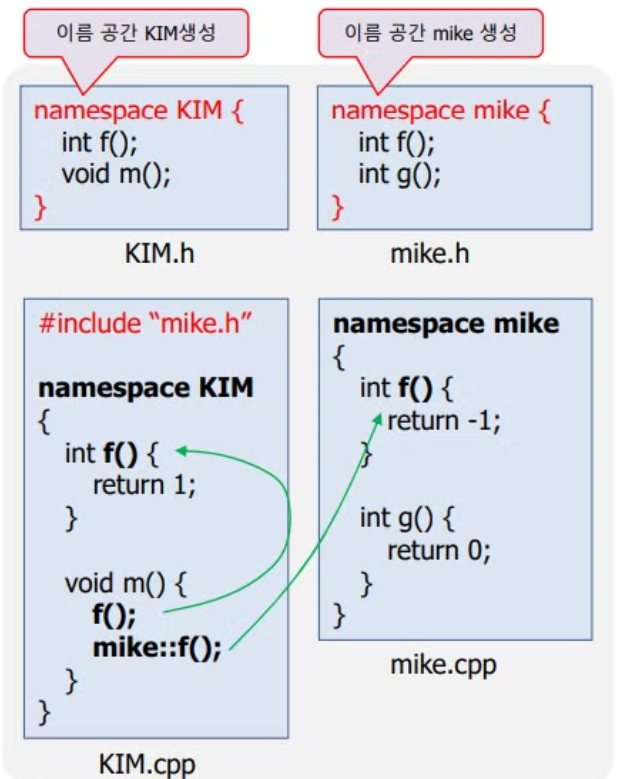 이름 공간 KIM생성
이름 공간 mike 생성
namespace KIM {
int f();
void m();
}
KIM.h
namespace mike {
int f();
int g();
}
mike.h
#include “mike.h”
namespace KIM
{
int f() {
return 1;
}
void m() {
f();
mike::f();
}
}
KIM.cpp
namespace mike
{
int f() {
return -1;
}
int g() {
return 0;
}
}
mike.cpp